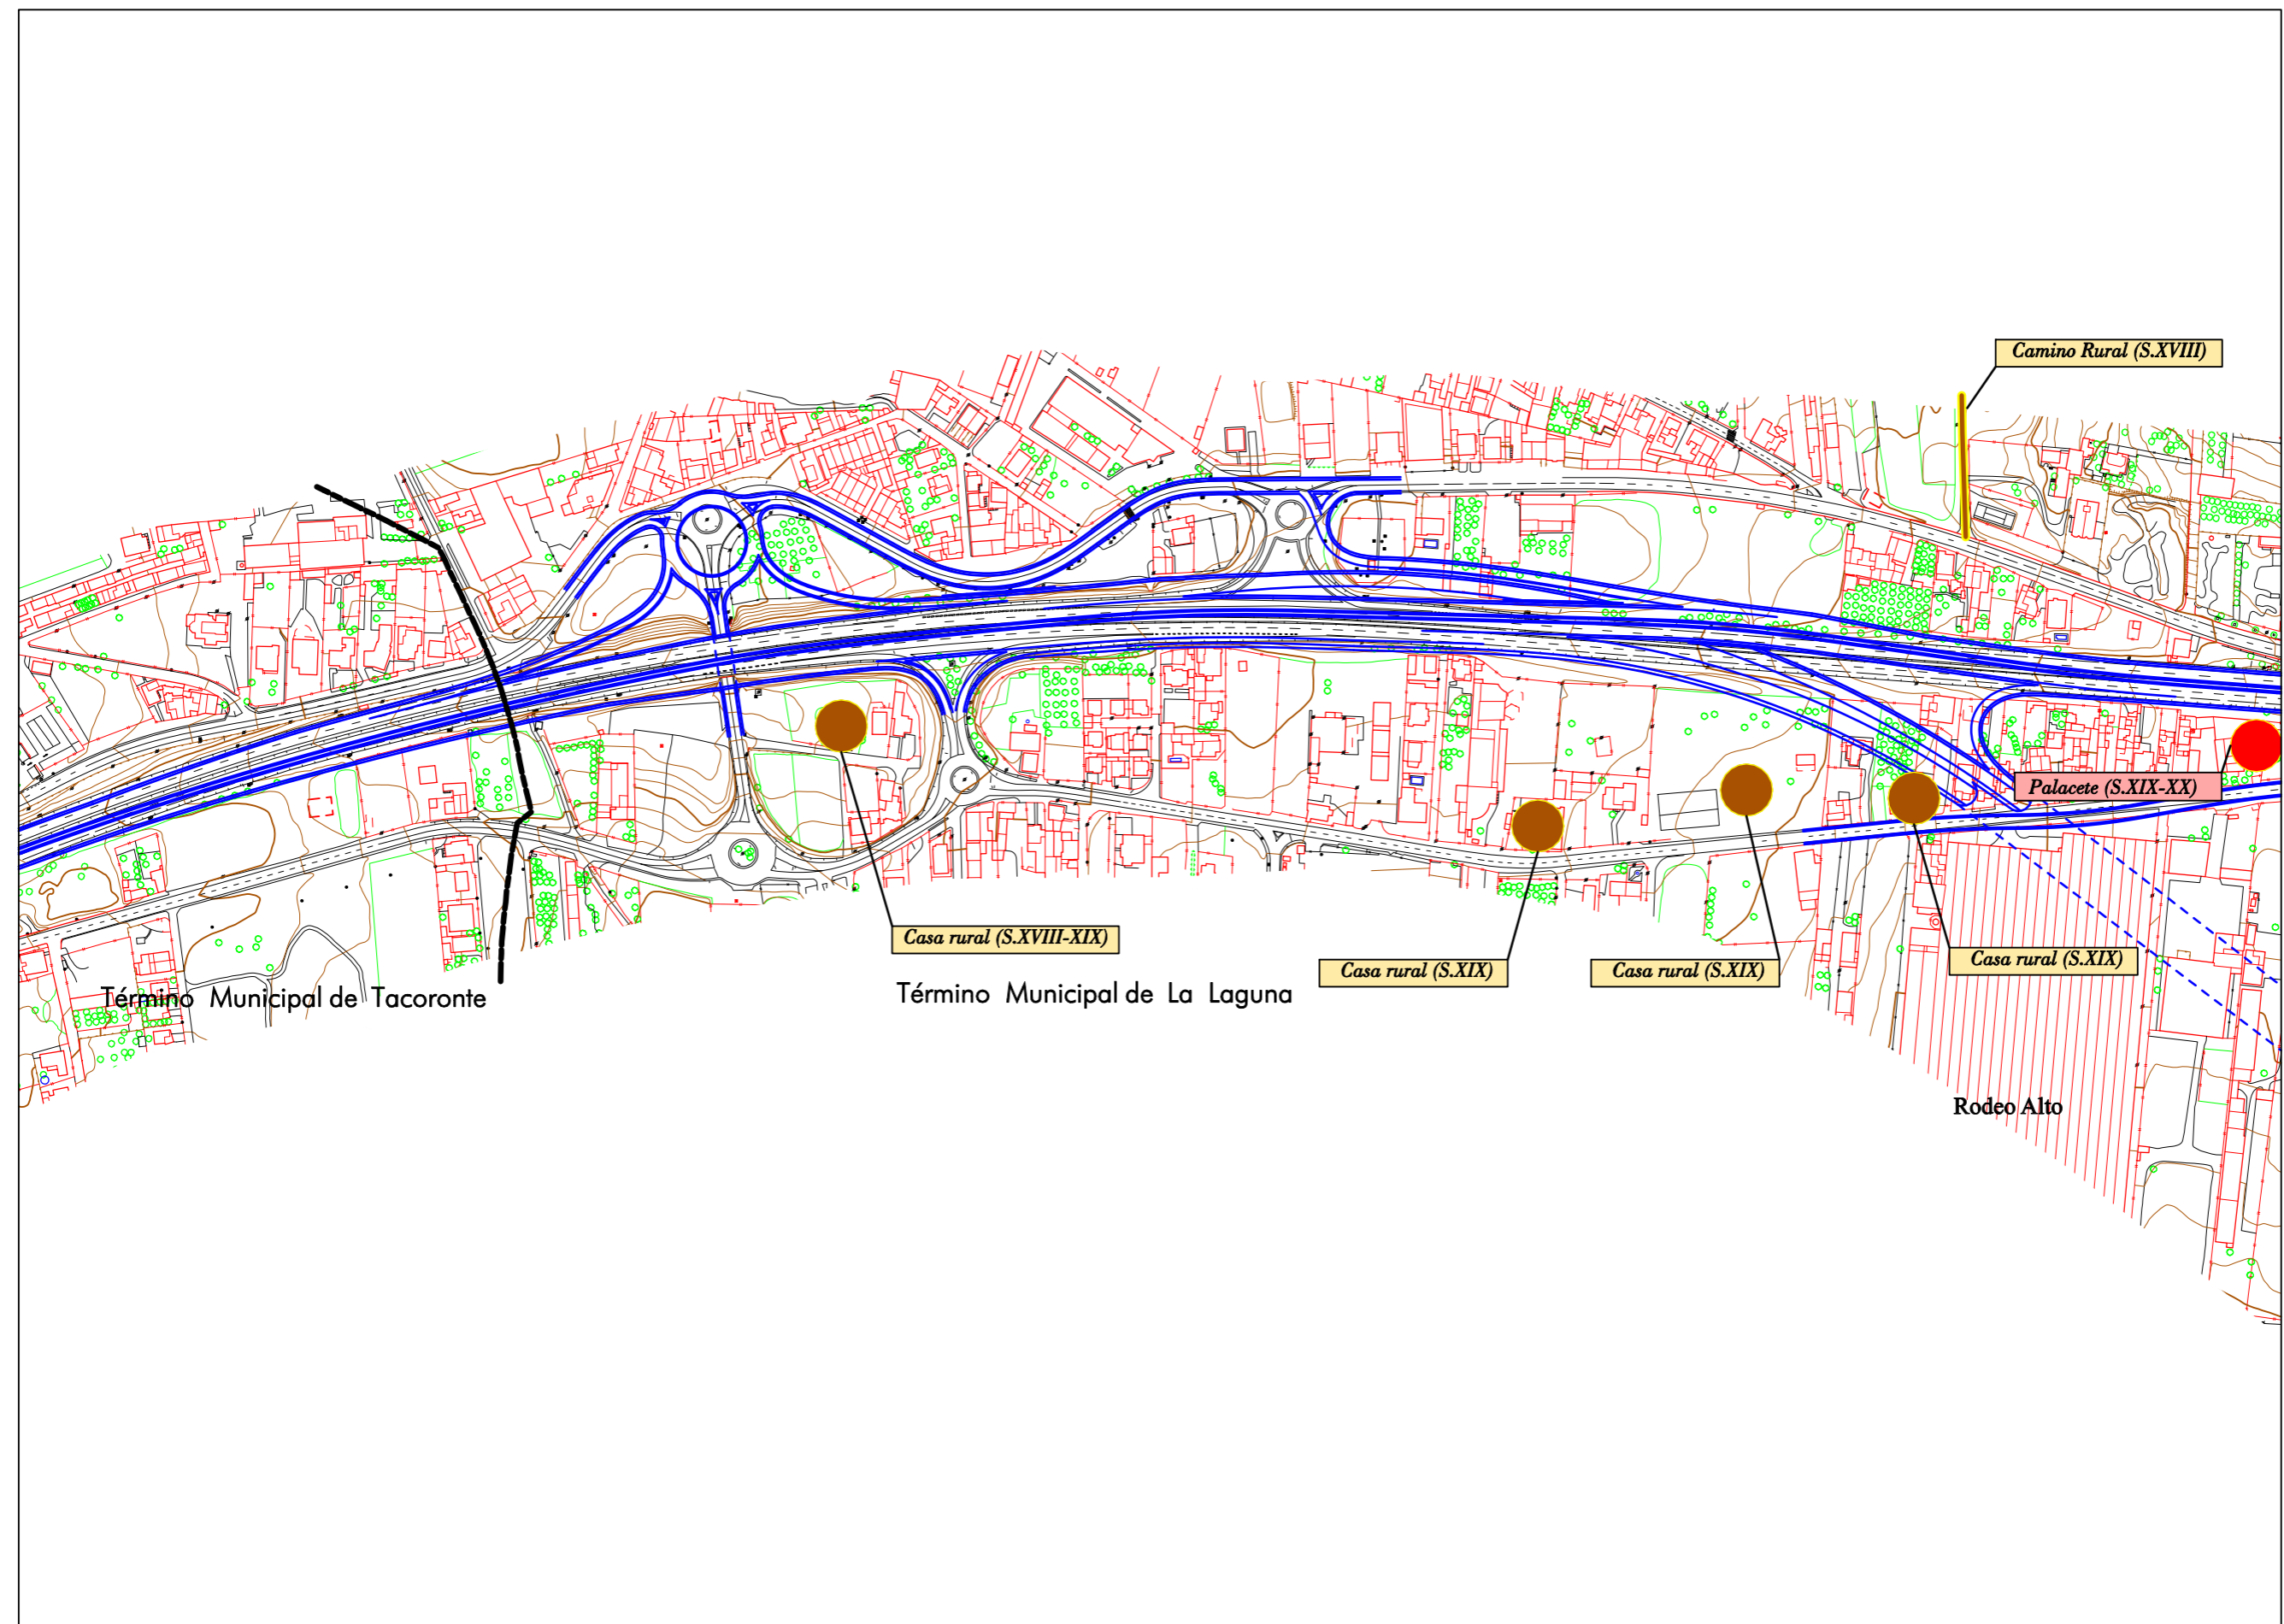 Camino Rural (S.XVIII)
Palacete (S.XIX-XX)
Casa rural (S.XVIII-XIX)
Casa rural (S.XIX)
Casa rural (S.XIX)
Casa rural (S.XIX)
Término Municipal de Tacoronte
Término Municipal de La Laguna
Rodeo Alto